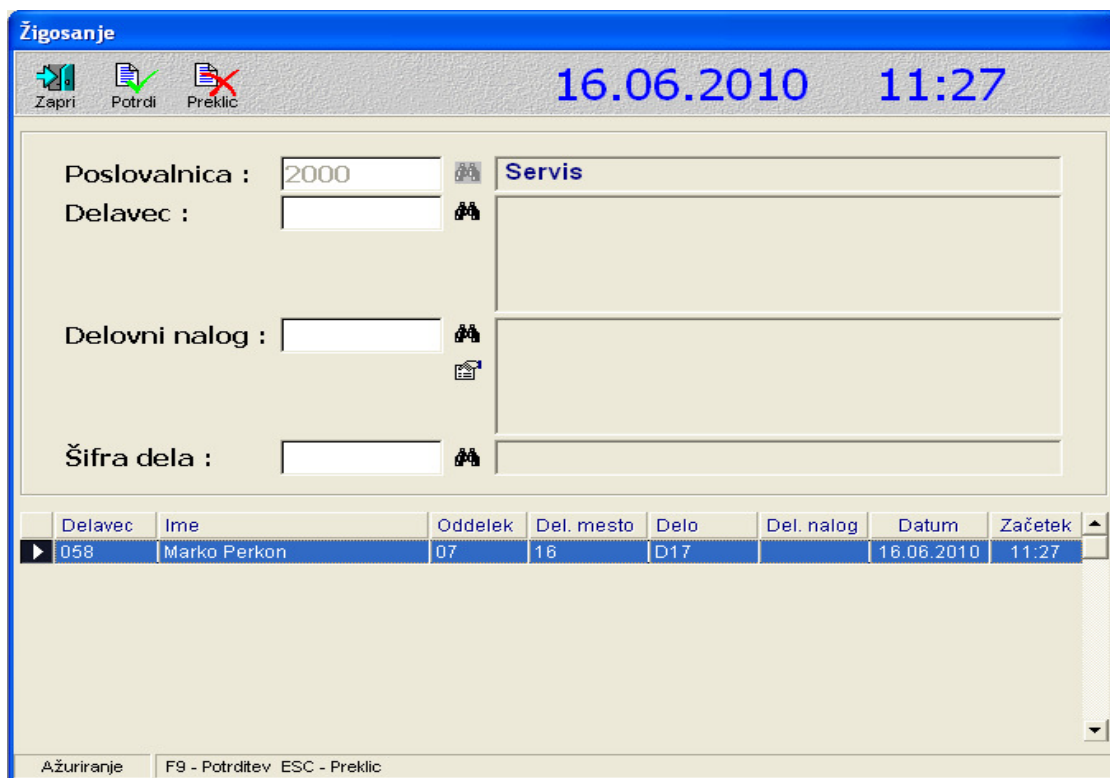 Žigosanje
Zapri Potrdi Preklic 16.06.2010 11:27
Poslovalnica : 2000 Servis
Delavec :
Delovni nalog :
Šifra dela :
Delavec Ime Oddelek Del. mesto Delo Del. nalog Datum Začetek
058 Marko Perkon 07 16 D17 16.06.2010 11:27
Ažuriranje F9 - Potrditev ESC - Preklic